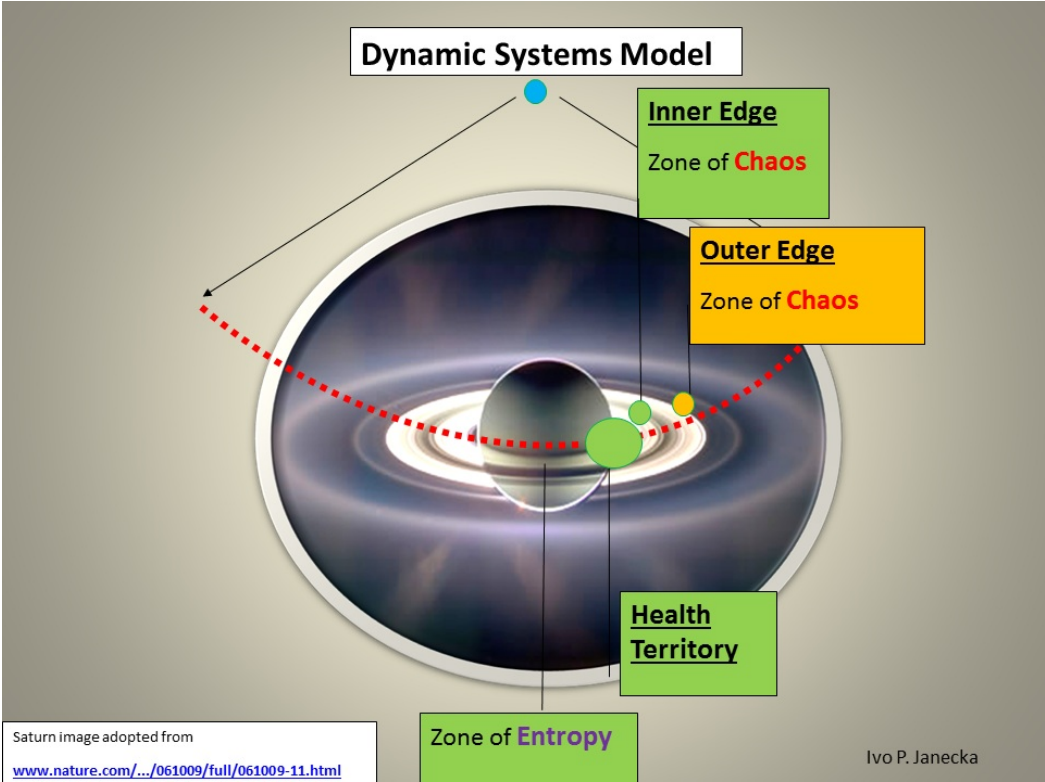 Dynamic Systems Model
Inner Edge
Zone of Chaos
Outer Edge
Zone of Chaos
Health
Territory
Zone of Entropy
Saturn image adopted from
www.nature.com/.../061009/full/061009-11.html
Ivo P. Janecka